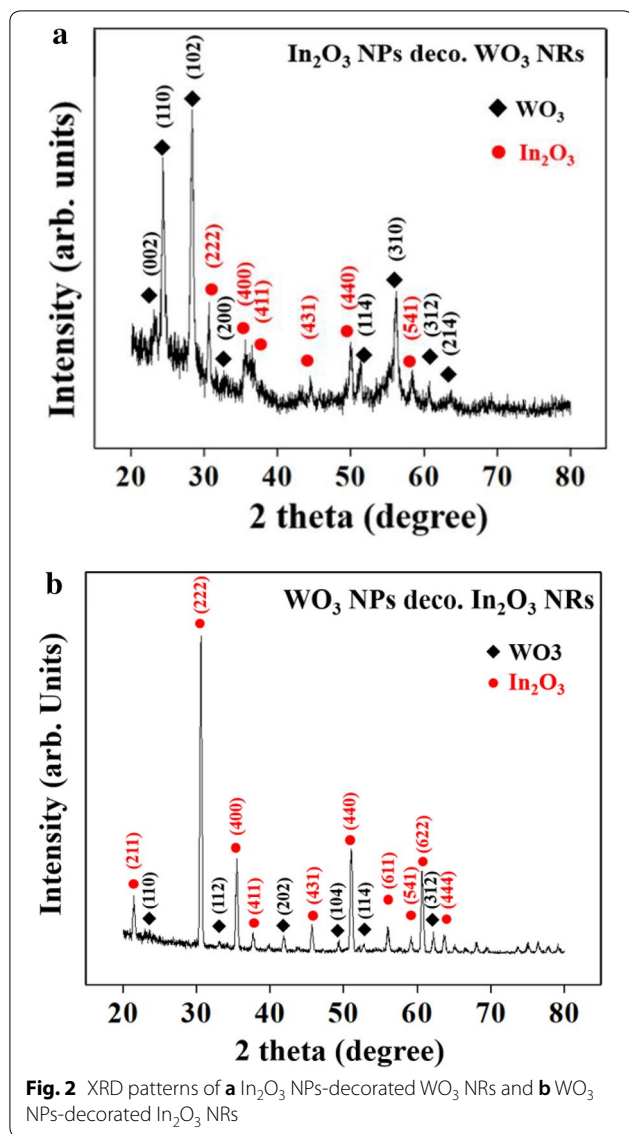 a
In₂O₃ NPs deco. WO₃ NRs
WO₃
In₂O₃
(002)
(110)
(102)
(222)
(200)
(400)
(411)
(431)
(440)
(114)
(310)
(541)
(312)
(214)
Intensity (arb. units)
20 30 40 50 60 70 80
2 theta (degree)
b
WO₃ NPs deco. In₂O₃ NRs
WO3
In₂O₃
(211)
(110)
(222)
(112)
(400)
(411)
(202)
(431)
(104)
(440)
(114)
(611)
(541)
(622)
(312)
(444)
Intensity (arb. Units)
20 30 40 50 60 70 80
2 theta (degree)
Fig. 2 XRD patterns of a In₂O₃ NPs-decorated WO₃ NRs and b WO₃
NPs-decorated In₂O₃ NRs